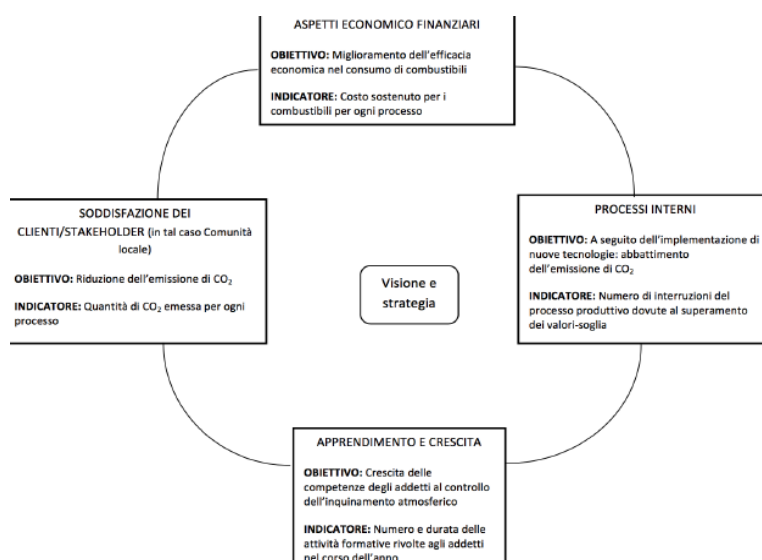 ASPETTI ECONOMICO FINANZIARI
OBIETTIVO: Miglioramento dell'efficacia
economica nel consumo di combustibili
INDICATORE: Costo sostenuto per i
combustibili per ogni processo
SODDISFAZIONE DEI
CLIENTI/STAKEHOLDER (in tal caso Comunità
locale)
OBIETTIVO: Riduzione dell'emissione di CO₂
INDICATORE: Quantità di CO₂ emessa per ogni
processo
Visione e
strategia
PROCESSI INTERNI
OBIETTIVO: A seguito dell'implementazione di
nuove tecnologie: abbattimento
dell'emissione di CO₂
INDICATORE: Numero di interruzioni del
processo produttivo dovute al superamento
dei valori-soglia
APPRENDIMENTO E CRESCITA
OBIETTIVO: Crescita delle
competenze degli addetti al controllo
dell'inquinamento atmosferico
INDICATORE: Numero e durata delle
attività formative rivolte agli addetti
nel corso dell'anno